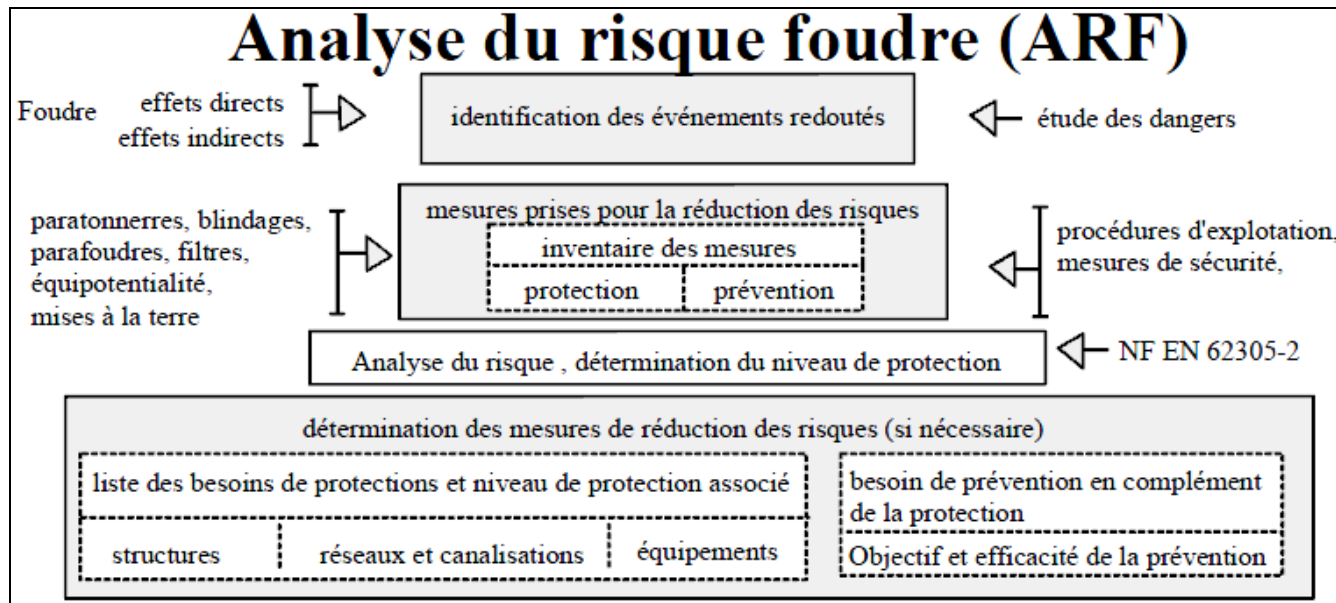 Analyse du risque foudre (ARF)
Foudre
effets directs
effets indirects
identification des événements redoutés
étude des dangers
paratonnerres, blindages,
parafoudres, filtres,
équipotentialité,
mises à la terre
mesures prises pour la réduction des risques
inventaire des mesures
protection
prévention
procédures d'explotation,
mesures de sécurité,
Analyse du risque , détermination du niveau de protection
NF EN 62305-2
détermination des mesures de réduction des risques (si nécessaire)
liste des besoins de protections et niveau de protection associé
structures
réseaux et canalisations
équipements
besoin de prévention en complément
de la protection
Objectif et efficacité de la prévention